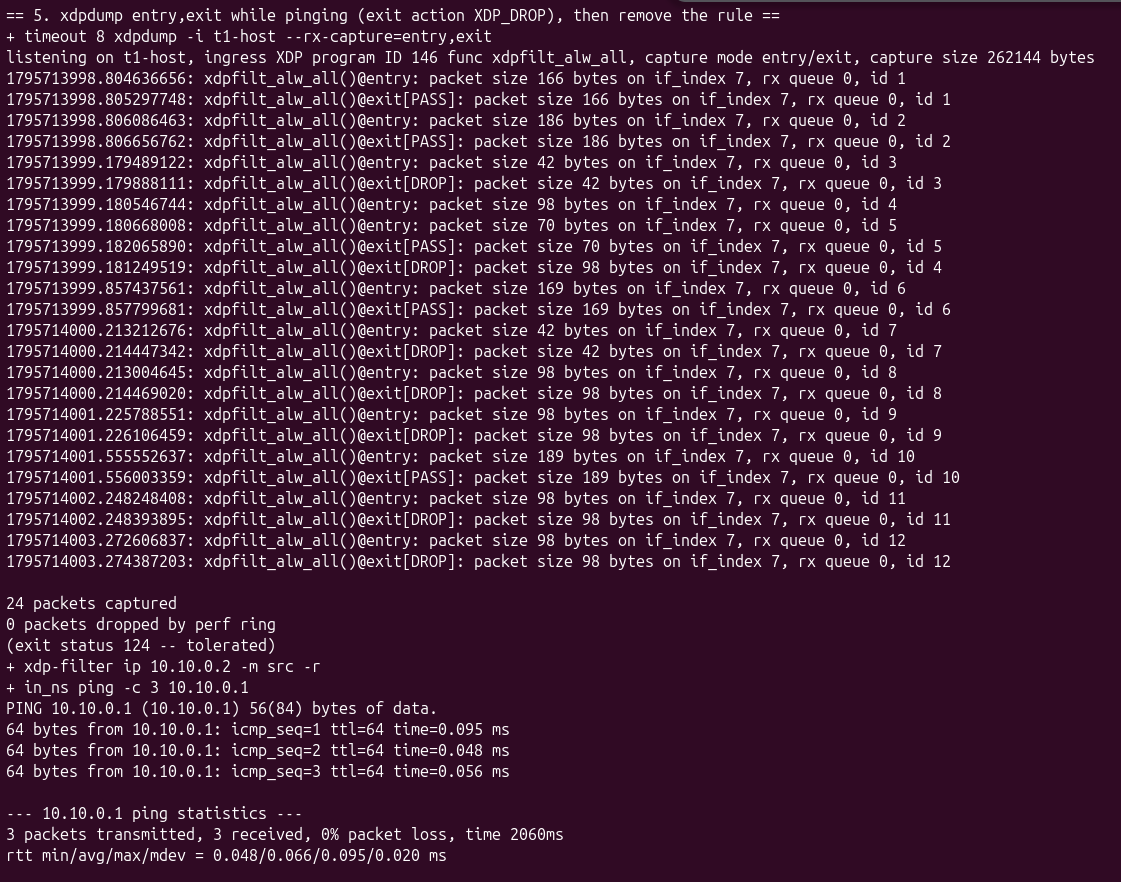 == 5. xdpdump entry,exit while pinging (exit action XDP_DROP), then remove the rule ==
+ timeout 8 xdpdump -i t1-host --rx-capture=entry,exit
listening on t1-host, ingress XDP program ID 146 func xdpfilt_alw_all, capture mode entry/exit, capture size 262144 bytes
1795713998.804636656: xdpfilt_alw_all()@entry: packet size 166 bytes on if_index 7, rx queue 0, id 1
1795713998.805297748: xdpfilt_alw_all()@exit[PASS]: packet size 166 bytes on if_index 7, rx queue 0, id 1
1795713998.806086463: xdpfilt_alw_all()@entry: packet size 186 bytes on if_index 7, rx queue 0, id 2
1795713998.806656762: xdpfilt_alw_all()@exit[PASS]: packet size 186 bytes on if_index 7, rx queue 0, id 2
1795713999.179489122: xdpfilt_alw_all()@entry: packet size 42 bytes on if_index 7, rx queue 0, id 3
1795713999.179888111: xdpfilt_alw_all()@exit[DROP]: packet size 42 bytes on if_index 7, rx queue 0, id 3
1795713999.180546744: xdpfilt_alw_all()@entry: packet size 98 bytes on if_index 7, rx queue 0, id 4
1795713999.180668008: xdpfilt_alw_all()@entry: packet size 70 bytes on if_index 7, rx queue 0, id 5
1795713999.182065890: xdpfilt_alw_all()@exit[PASS]: packet size 70 bytes on if_index 7, rx queue 0, id 5
1795713999.181249519: xdpfilt_alw_all()@exit[DROP]: packet size 98 bytes on if_index 7, rx queue 0, id 4
1795713999.857437561: xdpfilt_alw_all()@entry: packet size 169 bytes on if_index 7, rx queue 0, id 6
1795713999.857799681: xdpfilt_alw_all()@exit[PASS]: packet size 169 bytes on if_index 7, rx queue 0, id 6
1795714000.213212676: xdpfilt_alw_all()@entry: packet size 42 bytes on if_index 7, rx queue 0, id 7
1795714000.214447342: xdpfilt_alw_all()@exit[DROP]: packet size 42 bytes on if_index 7, rx queue 0, id 7
1795714000.213004645: xdpfilt_alw_all()@entry: packet size 98 bytes on if_index 7, rx queue 0, id 8
1795714000.214469020: xdpfilt_alw_all()@exit[DROP]: packet size 98 bytes on if_index 7, rx queue 0, id 8
1795714001.225788551: xdpfilt_alw_all()@entry: packet size 98 bytes on if_index 7, rx queue 0, id 9
1795714001.226106459: xdpfilt_alw_all()@exit[DROP]: packet size 98 bytes on if_index 7, rx queue 0, id 9
1795714001.555552637: xdpfilt_alw_all()@entry: packet size 189 bytes on if_index 7, rx queue 0, id 10
1795714001.556003359: xdpfilt_alw_all()@exit[PASS]: packet size 189 bytes on if_index 7, rx queue 0, id 10
1795714002.248248408: xdpfilt_alw_all()@entry: packet size 98 bytes on if_index 7, rx queue 0, id 11
1795714002.248393895: xdpfilt_alw_all()@exit[DROP]: packet size 98 bytes on if_index 7, rx queue 0, id 11
1795714003.272606837: xdpfilt_alw_all()@entry: packet size 98 bytes on if_index 7, rx queue 0, id 12
1795714003.274387203: xdpfilt_alw_all()@exit[DROP]: packet size 98 bytes on if_index 7, rx queue 0, id 12

24 packets captured
0 packets dropped by perf ring
(exit status 124 -- tolerated)
+ xdp-filter ip 10.10.0.2 -m src -r
+ in_ns ping -c 3 10.10.0.1
PING 10.10.0.1 (10.10.0.1) 56(84) bytes of data.
64 bytes from 10.10.0.1: icmp_seq=1 ttl=64 time=0.095 ms
64 bytes from 10.10.0.1: icmp_seq=2 ttl=64 time=0.048 ms
64 bytes from 10.10.0.1: icmp_seq=3 ttl=64 time=0.056 ms

--- 10.10.0.1 ping statistics ---
3 packets transmitted, 3 received, 0% packet loss, time 2060ms
rtt min/avg/max/mdev = 0.048/0.066/0.095/0.020 ms